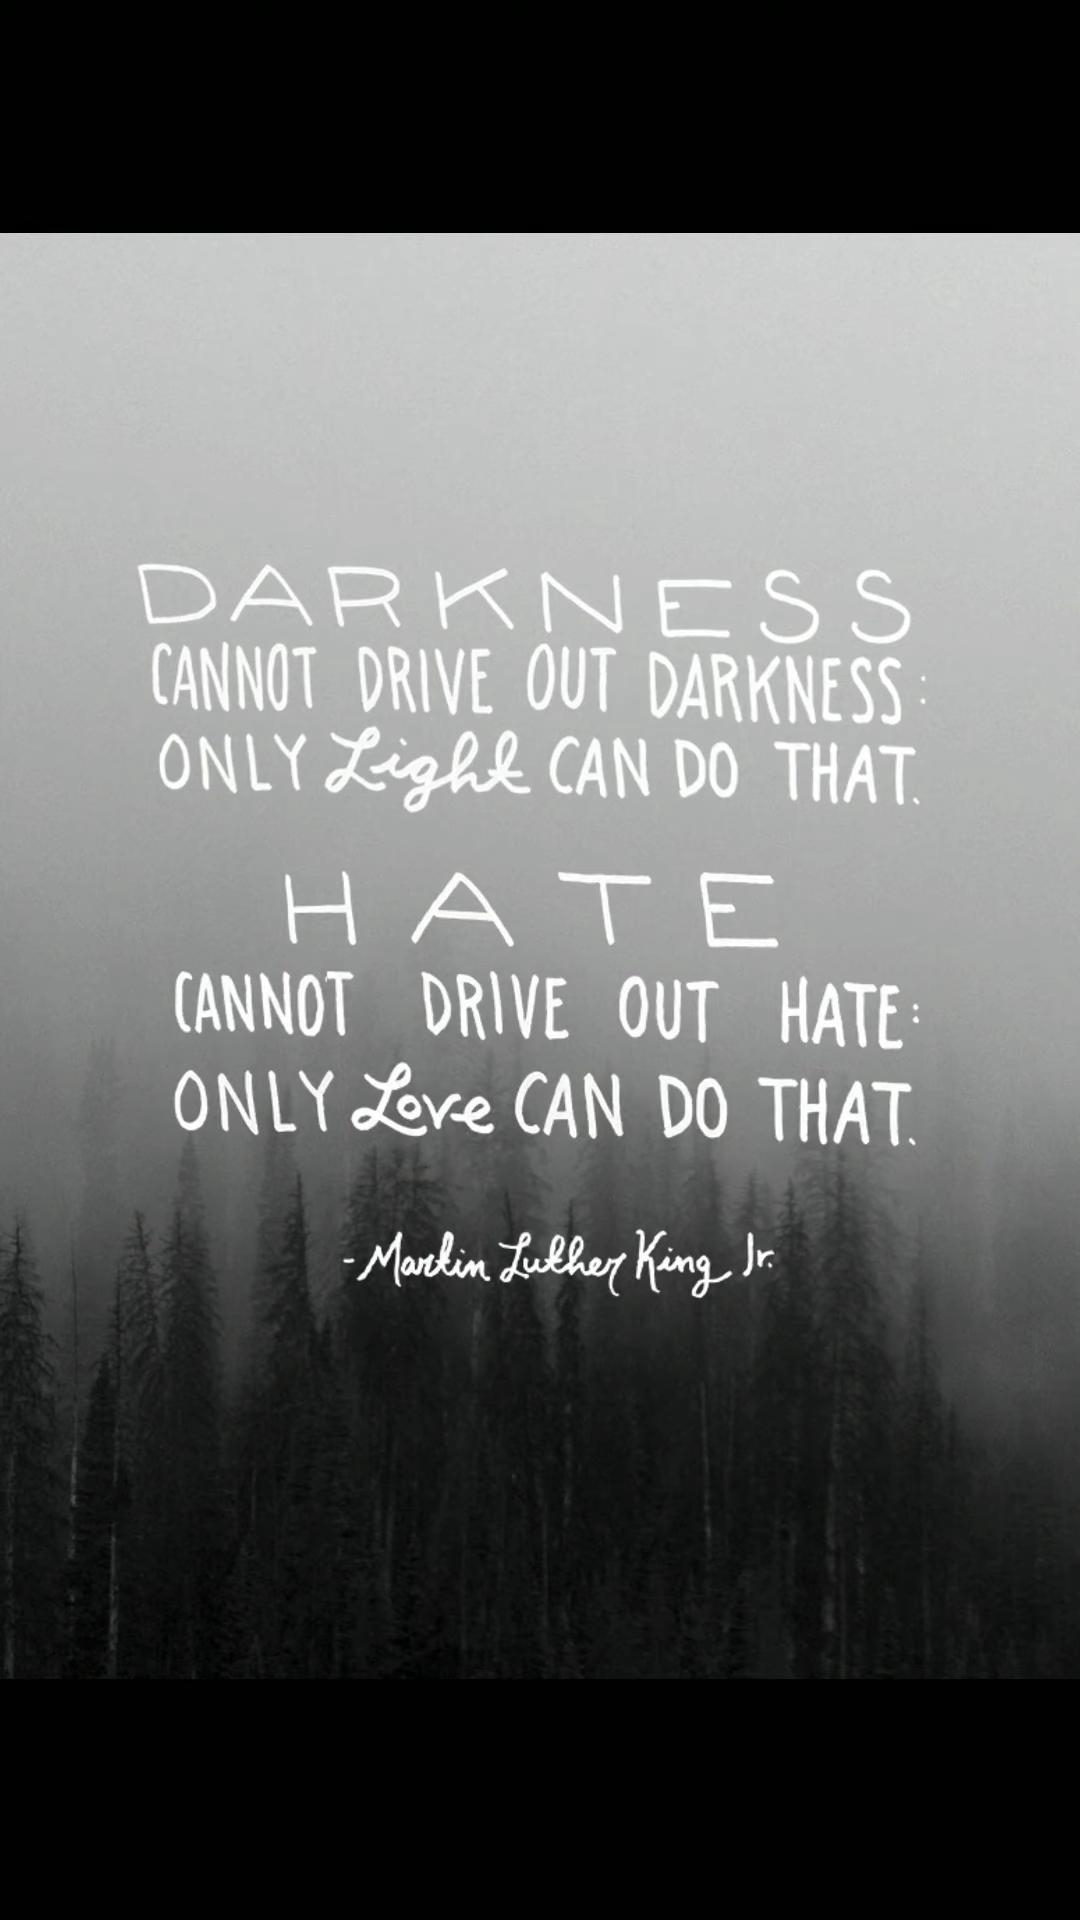 DARKNESS
CANNOT DRIVE OUT DARKNESS:
ONLY Light CAN DO THAT.
HATE
CANNOT DRIVE OUT HATE:
ONLY Love CAN DO THAT.
-Martin Luther King Jr.